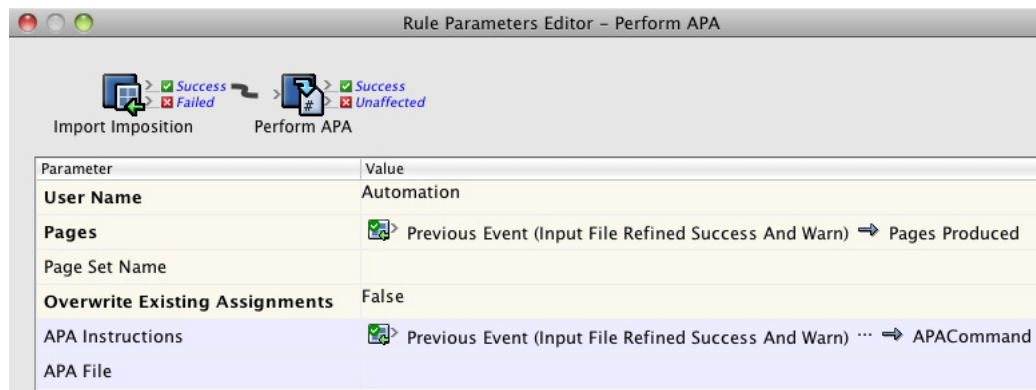 Rule Parameters Editor – Perform APA
Success
Failed
Import Imposition
#
Success
Unaffected
Perform APA
Parameter Value
User Name Automation
Pages Previous Event (Input File Refined Success And Warn) ⇒ Pages Produced
Page Set Name
Overwrite Existing Assignments False
APA Instructions Previous Event (Input File Refined Success And Warn) ··· ⇒ APACommand
APA File